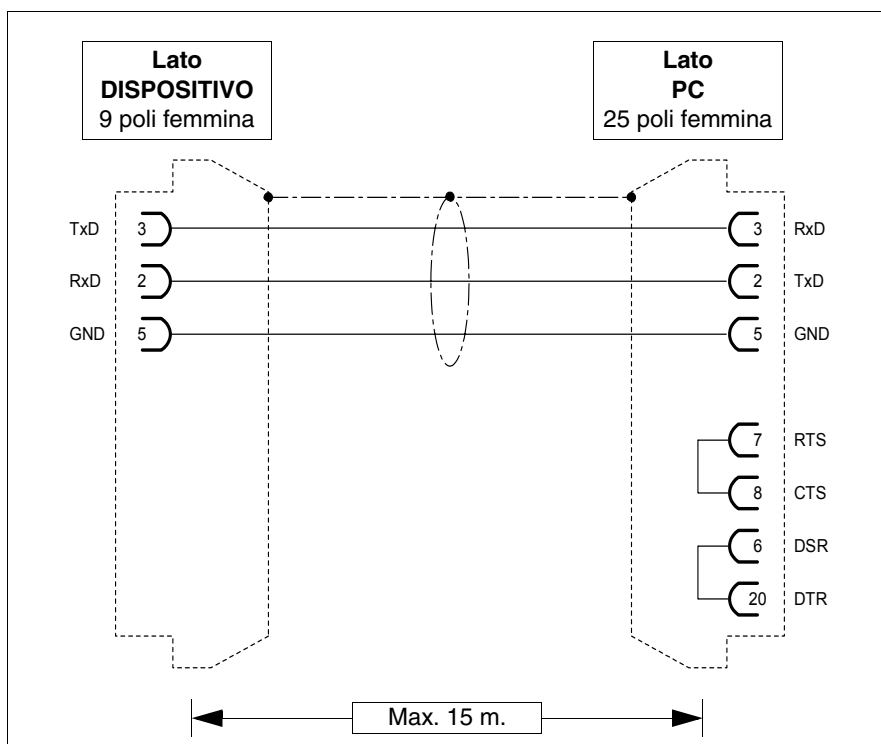 Lato
DISPOSITIVO
9 poli femmina
Lato
PC
25 poli femmina
TxD 3 3 RxD
RxD 2 2 TxD
GND 5 5 GND
7 RTS
8 CTS
6 DSR
20 DTR
Max. 15 m.